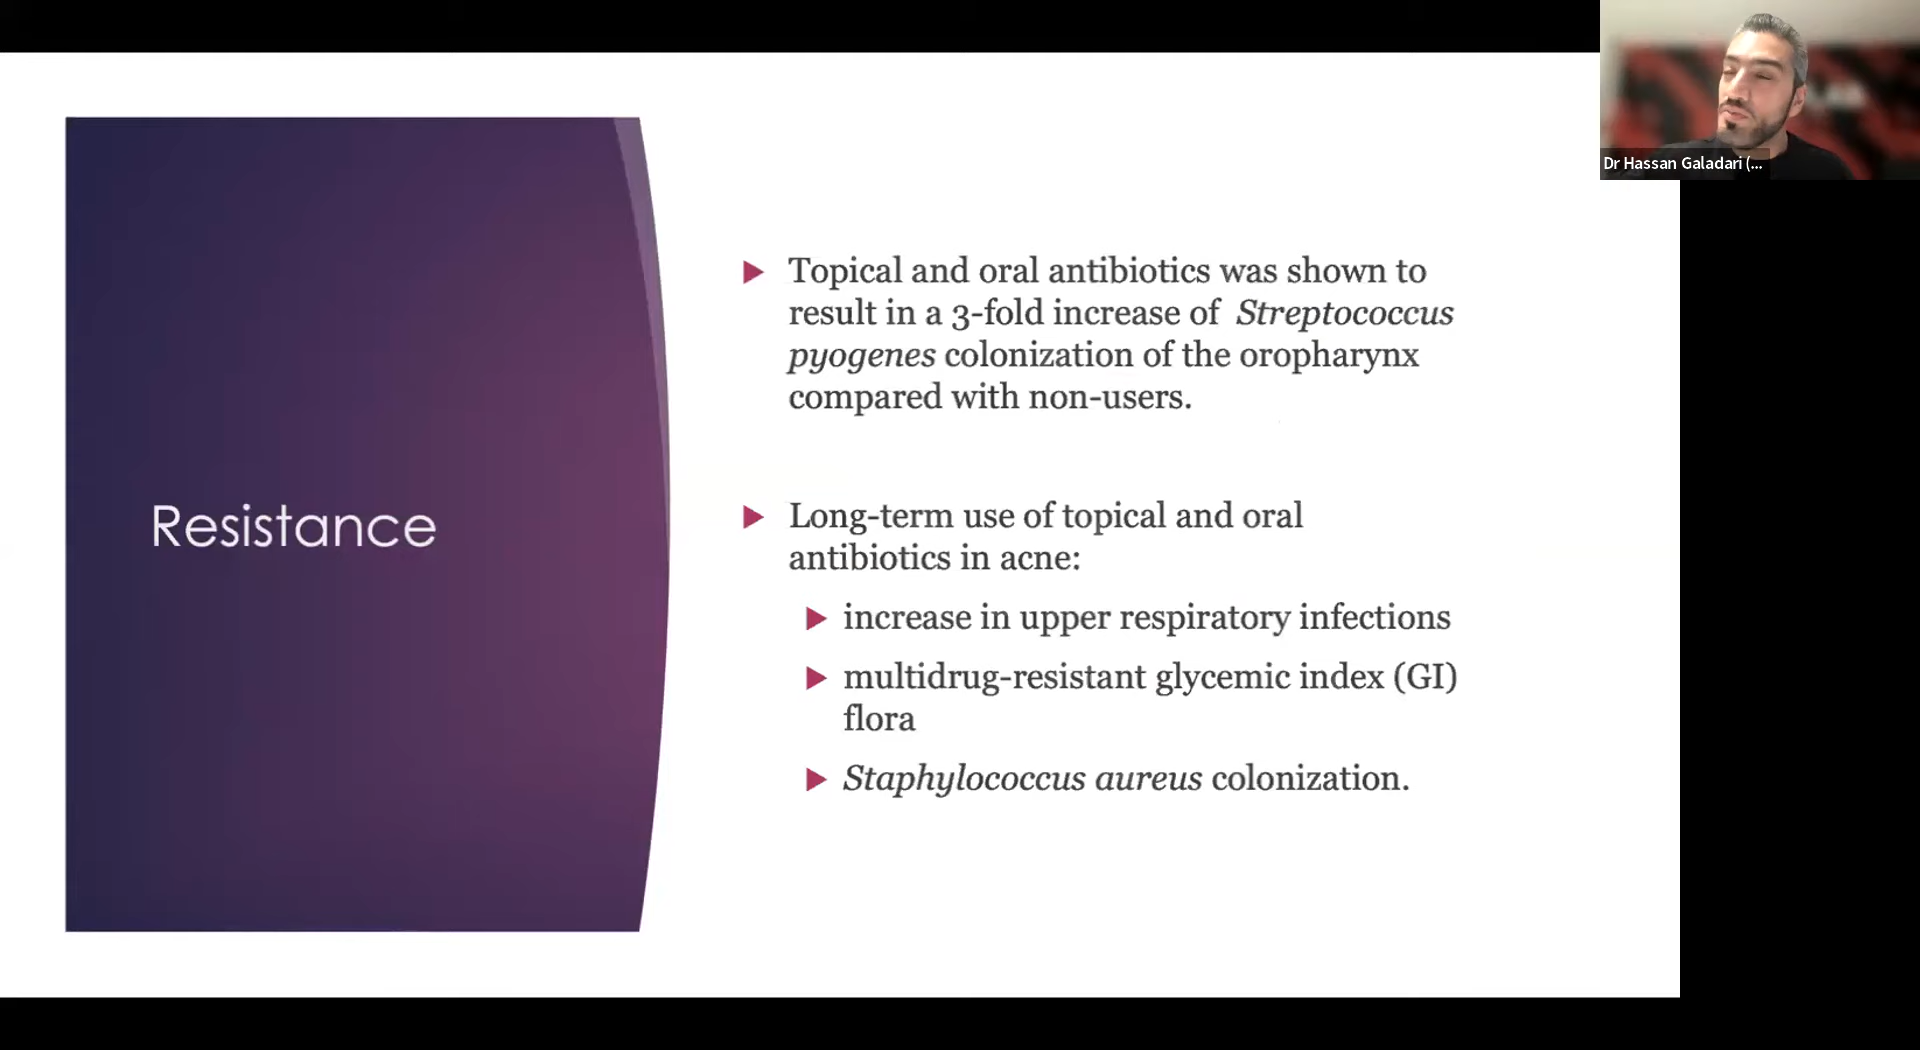 Dr Hassan Galadari (...
Resistance
Topical and oral antibiotics was shown to
result in a 3-fold increase of Streptococcus
pyogenes colonization of the oropharynx
compared with non-users.
Long-term use of topical and oral
antibiotics in acne:
increase in upper respiratory infections
multidrug-resistant glycemic index (GI)
flora
Staphylococcus aureus colonization.